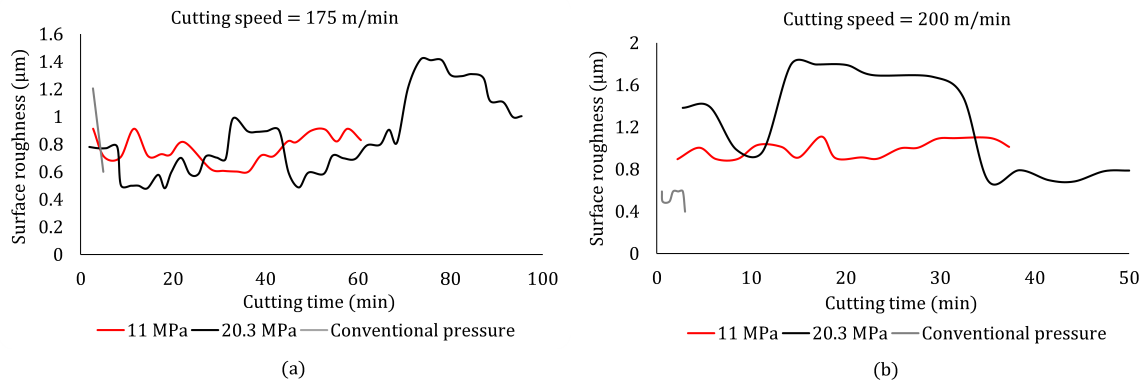 Cutting speed = 175 m/min
Surface roughness (µm)
1.6
1.4
1.2
1
0.8
0.6
0.4
0.2
0
0 20 40 60 80 100
Cutting time (min)
11 MPa 20.3 MPa Conventional pressure
(a)
Cutting speed = 200 m/min
Surface roughness (µm)
2
1.6
1.2
0.8
0.4
0
0 10 20 30 40 50
Cutting time (min)
11 MPa 20.3 MPa Conventional pressure
(b)